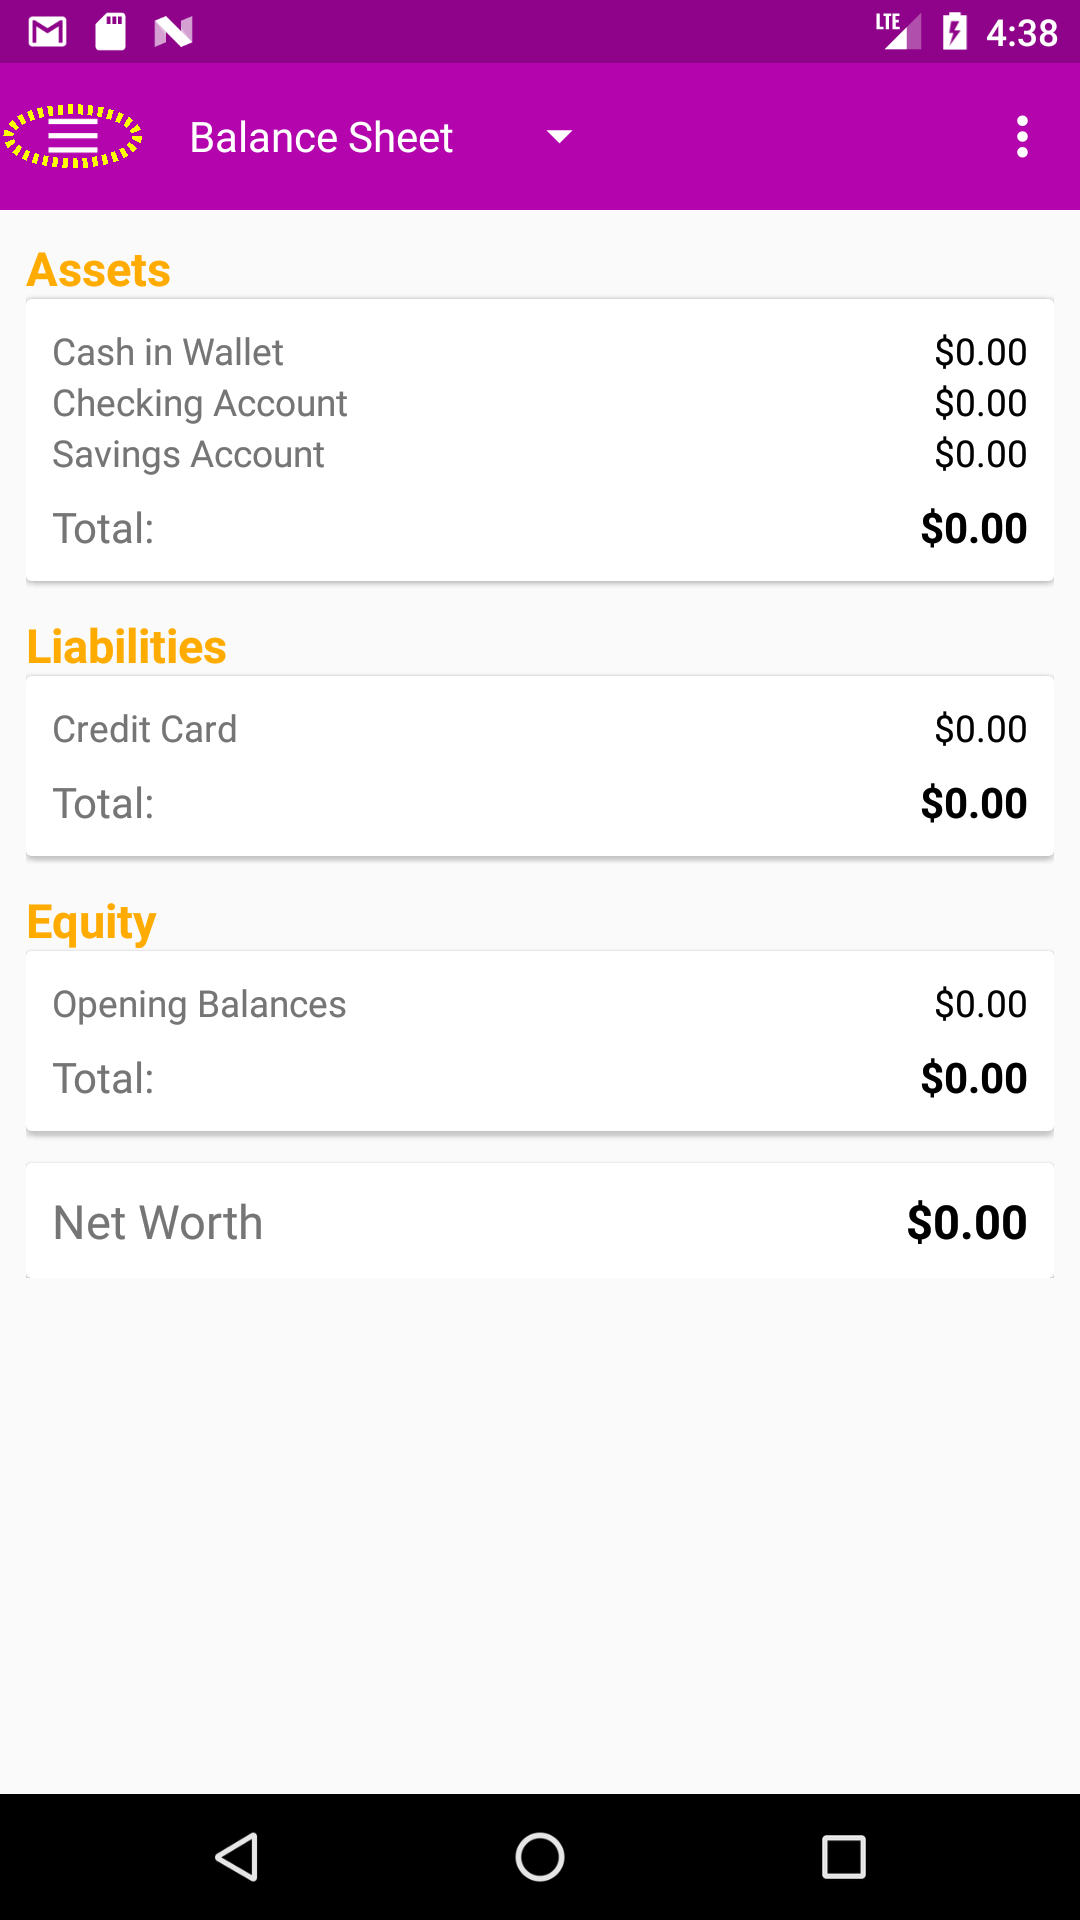 LTE 4:38
Balance Sheet
Assets
Cash in Wallet $0.00
Checking Account $0.00
Savings Account $0.00
Total: $0.00
Liabilities
Credit Card $0.00
Total: $0.00
Equity
Opening Balances $0.00
Total: $0.00
Net Worth $0.00